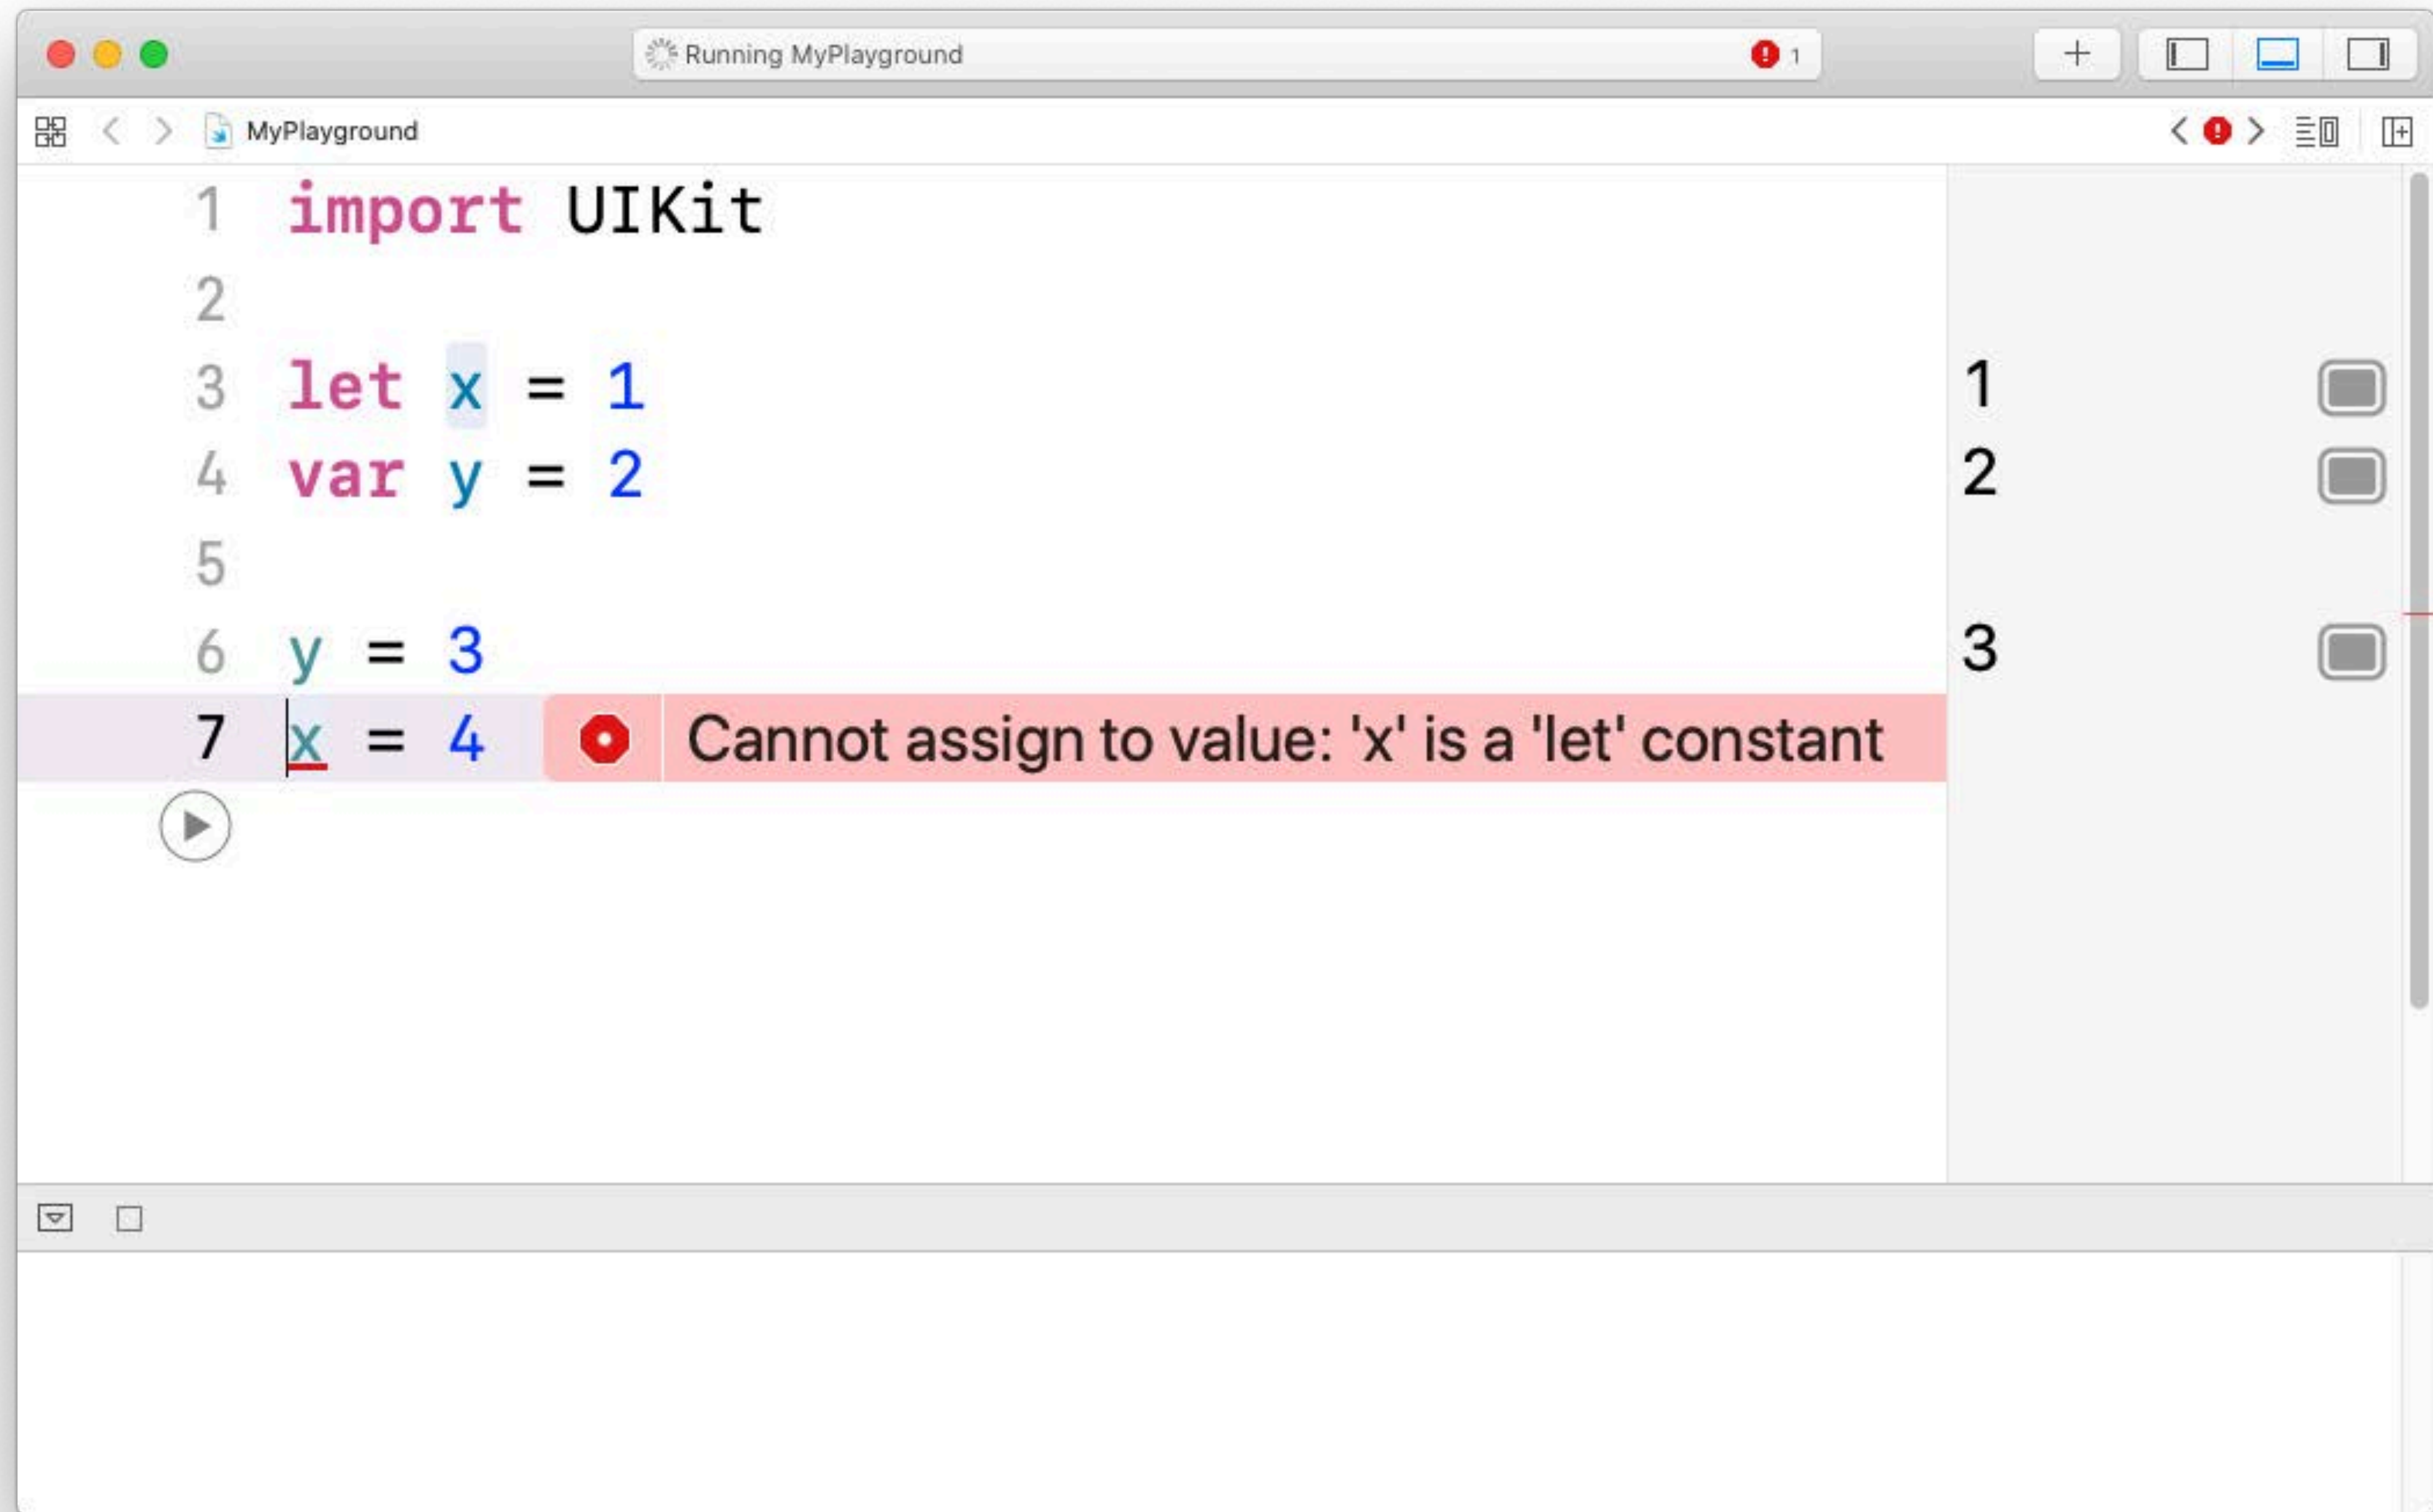 Running MyPlayground 1
MyPlayground
1 import UIKit
2
3 let x = 1 1
4 var y = 2 2
5
6 y = 3 3
7 x = 4 Cannot assign to value: 'x' is a 'let' constant